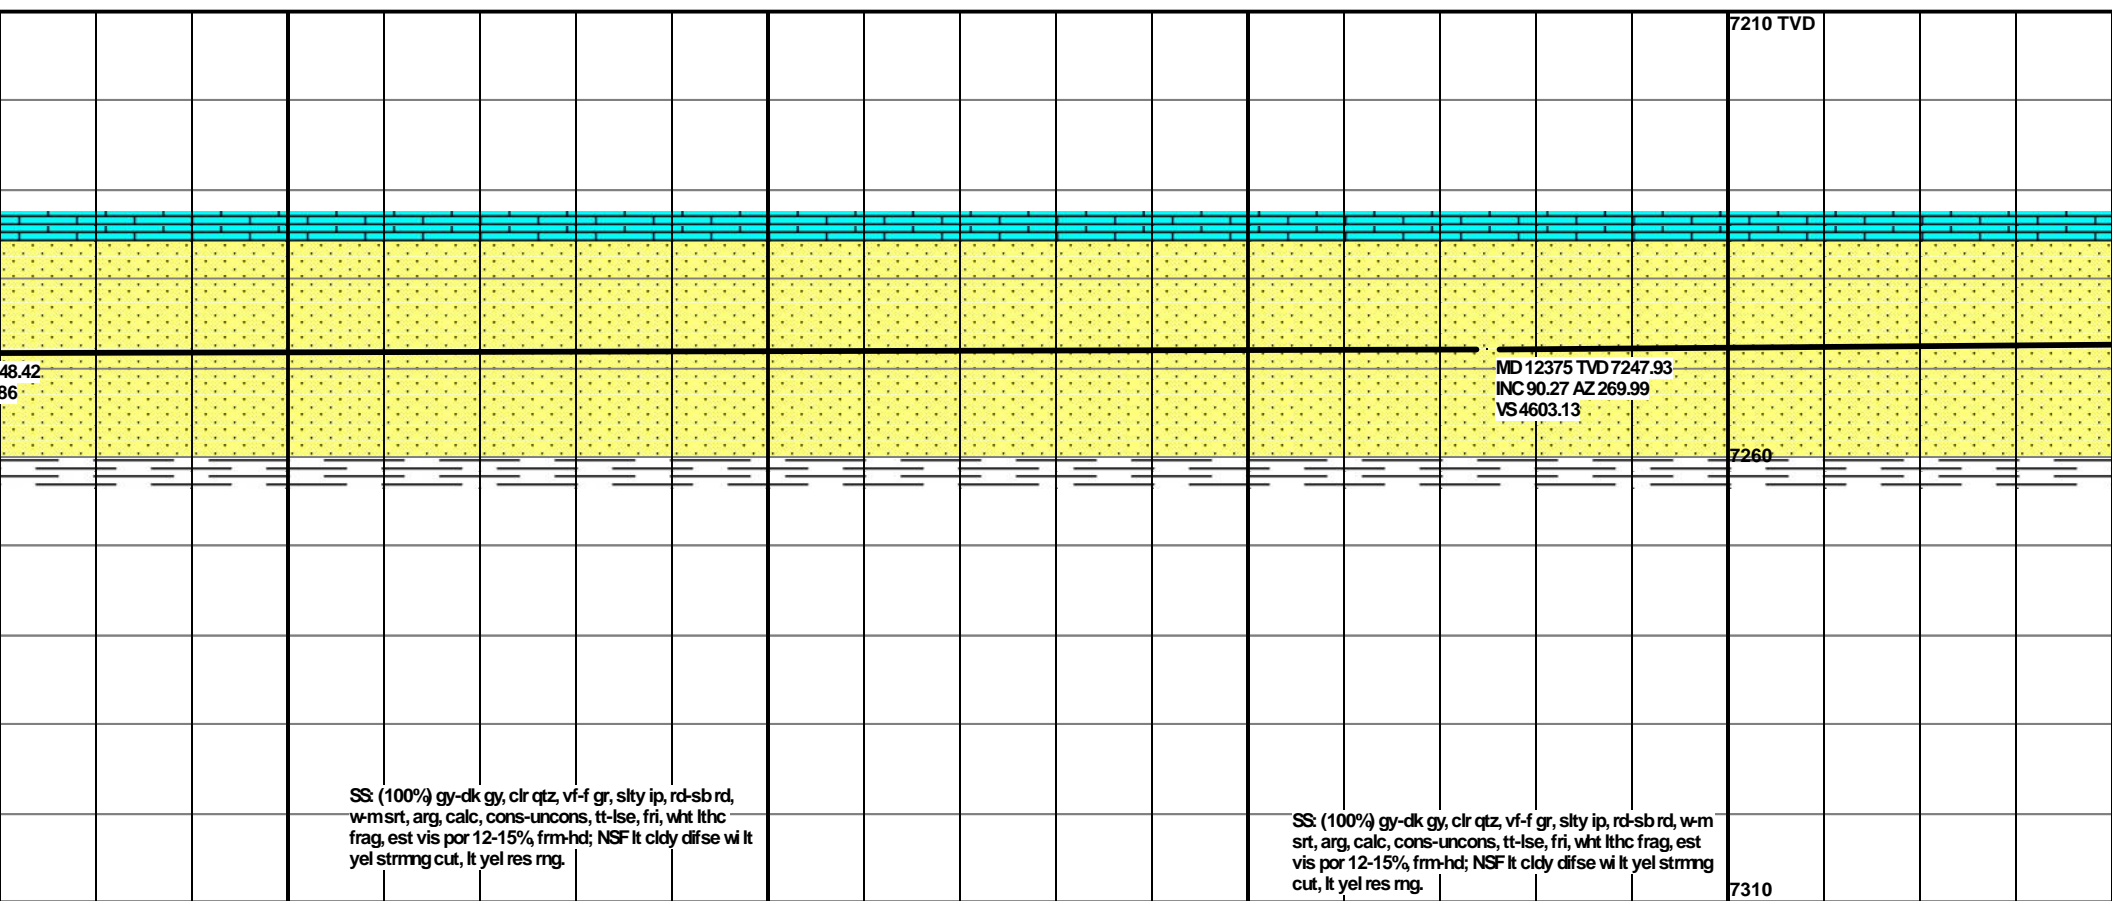 7210 TVD
48.42
86
MD 12375 TVD 7247.93
INC 90.27 AZ 269.99
VS 4603.13
7260
SS: (100%) gy-dk gy, clr qtz, vf-f gr, slty ip, rd-sb rd,
w-m srt, arg, calc, cons-uncons, tt-lse, fri, wht lthc
frag, est vis por 12-15%, frm-hd; NSF lt cldy difse wi lt
yel strmng cut, lt yel res rng.
SS: (100%) gy-dk gy, clr qtz, vf-f gr, slty ip, rd-sb rd, w-m
srt, arg, calc, cons-uncons, tt-lse, fri, wht lthc frag, est
vis por 12-15%, frm-hd; NSF lt cldy difse wi lt yel strmng
cut, lt yel res rng.
7310